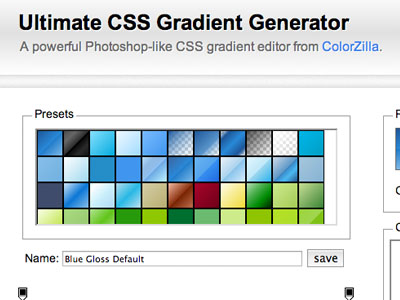 Ultimate CSS Gradient Generator
A powerful Photoshop-like CSS gradient editor from ColorZilla.
Presets
Name: Blue Gloss Default save